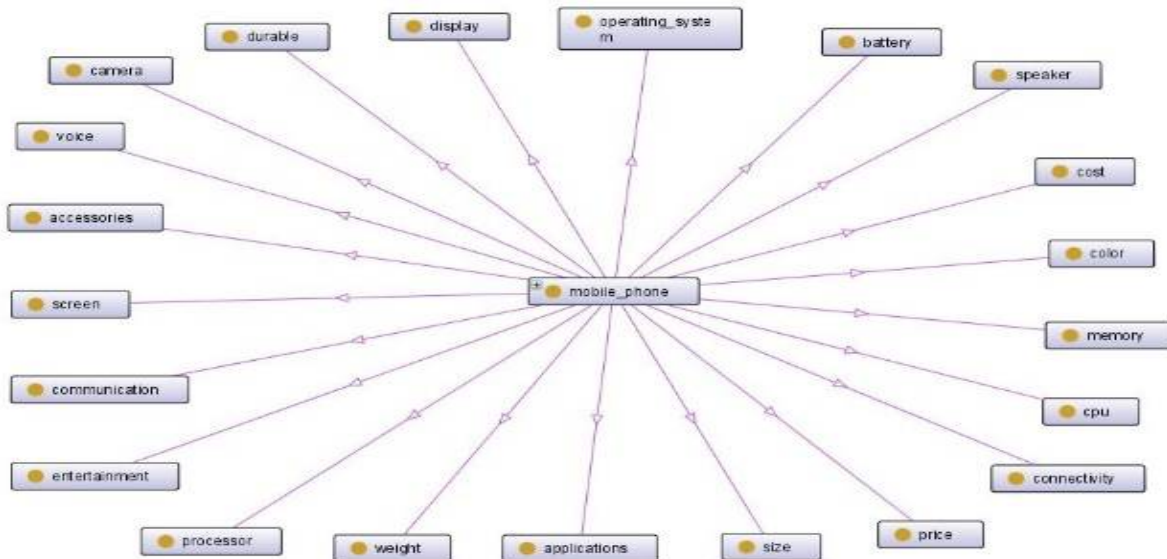 display
operating_syste
m
durable
battery
camera
speaker
voice
cost
accessories
color
mobile_phone
screen
memory
communication
cpu
entertainment
connectivity
processor
weight
applications
size
price